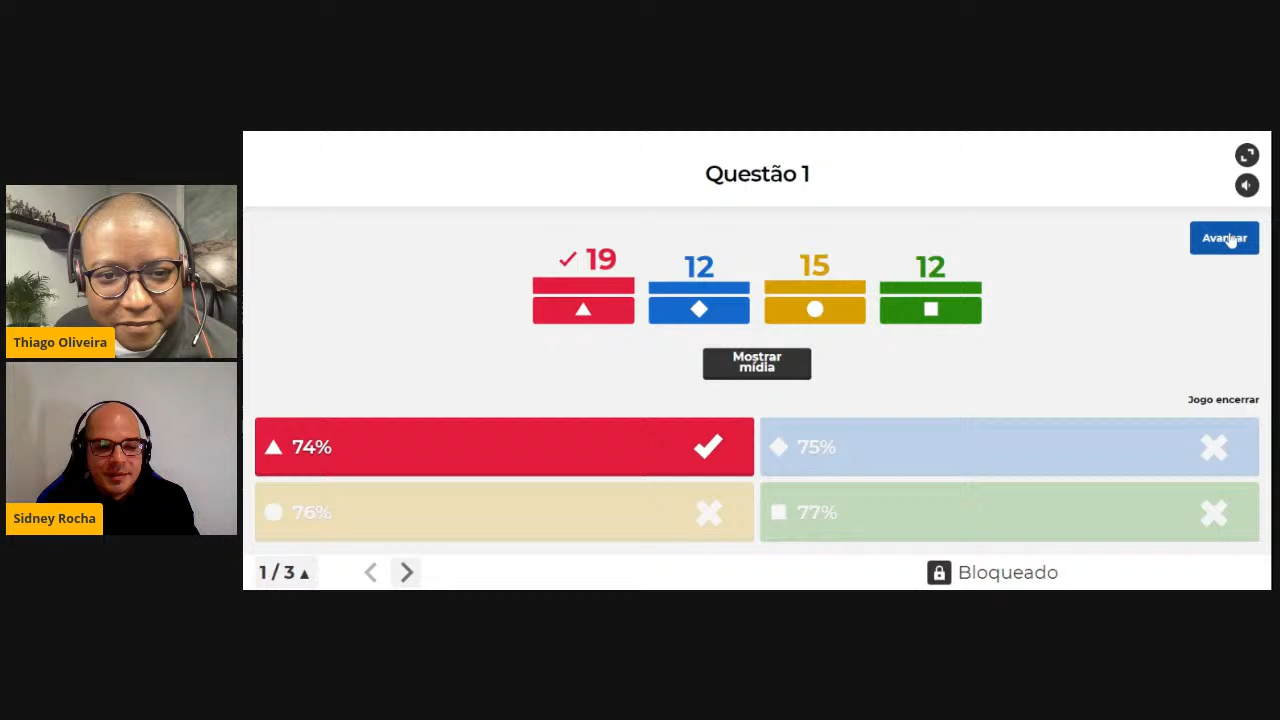 Questão 1
Avançar
19
12
15
12
Mostrar
mídia
Jogo encerrar
74%
75%
76%
77%
Thiago Oliveira
Sidney Rocha
1 / 3
Bloqueado